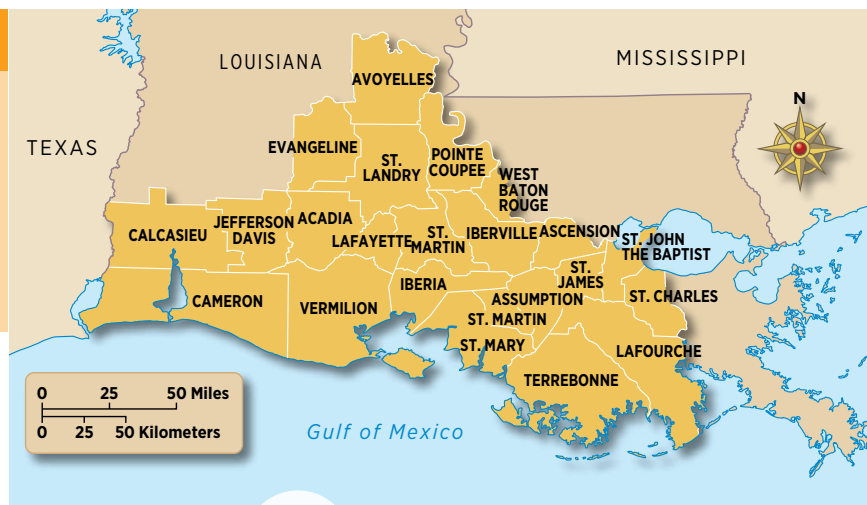 LOUISIANA
MISSISSIPPI
TEXAS
N
AVOYELLES
EVANGELINE
ST.
LANDRY
POINTE
COUPEE
WEST
BATON
ROUGE
CALCASIEU
JEFFERSON
DAVIS
ACADIA
LAFAYETTE
ST.
MARTIN
IBERVILLE
ASCENSION
ST. JOHN
THE BAPTIST
CAMERON
VERMILION
IBERIA
ST.
JAMES
ASSUMPTION
ST. CHARLES
ST. MARTIN
ST. MARY
LAFOURCHE
TERREBONNE
0 25 50 Miles
0 25 50 Kilometers
Gulf of Mexico